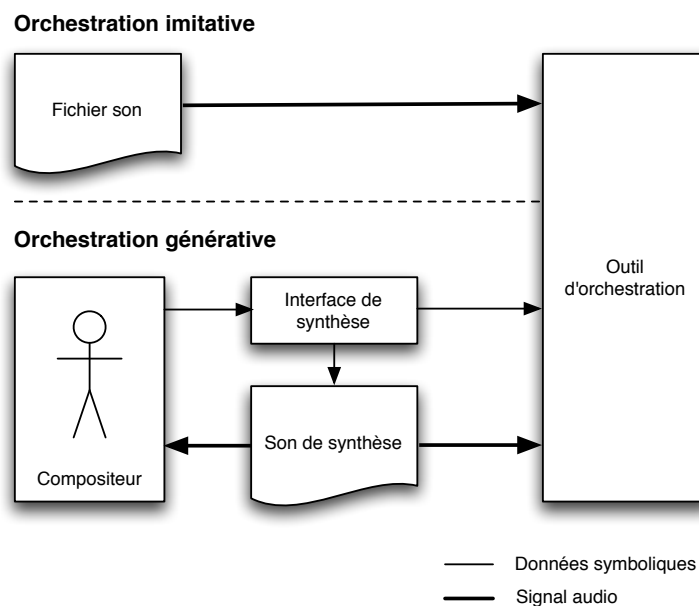 Orchestration imitative
Fichier son
Orchestration générative
Outil
d'orchestration
Interface de
synthèse
Son de synthèse
Compositeur
Données symboliques
Signal audio